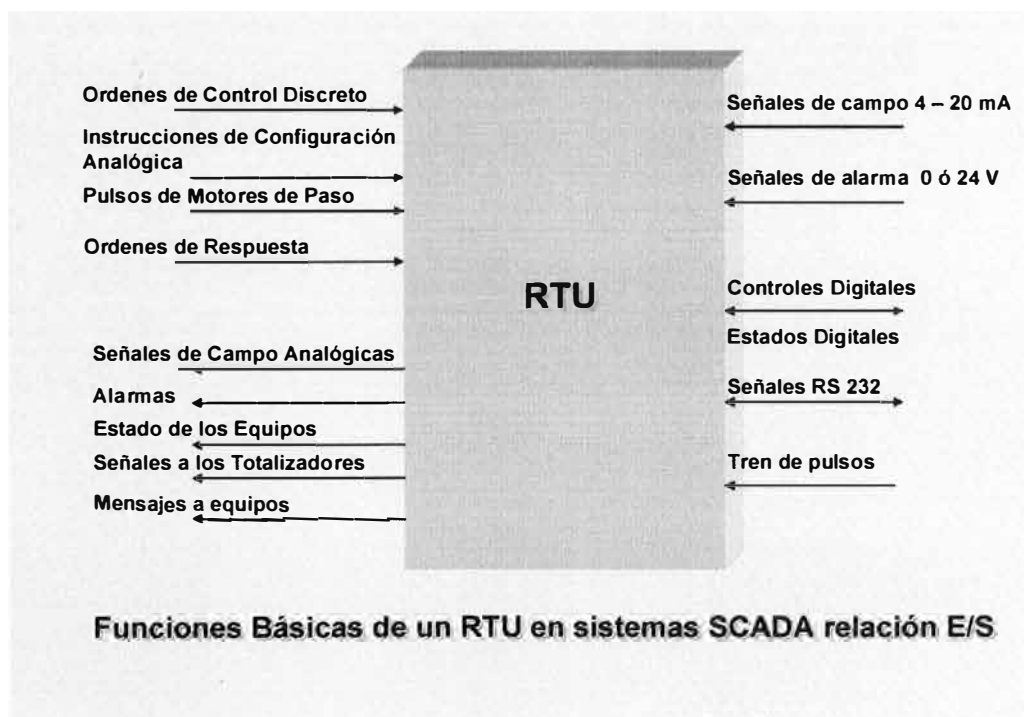 Ordenes de Control Discreto
Instrucciones de Configuración
Analógica
Pulsos de Motores de Paso
Ordenes de Respuesta
Señales de Campo Analógicas
Alarmas
Estado de los Equipos
Señales a los Totalizadores
Mensajes a equipos
RTU
Señales de campo 4 – 20 mA
Señales de alarma 0 ó 24 V
Controles Digitales
Estados Digitales
Señales RS 232
Tren de pulsos
Funciones Básicas de un RTU en sistemas SCADA relación E/S